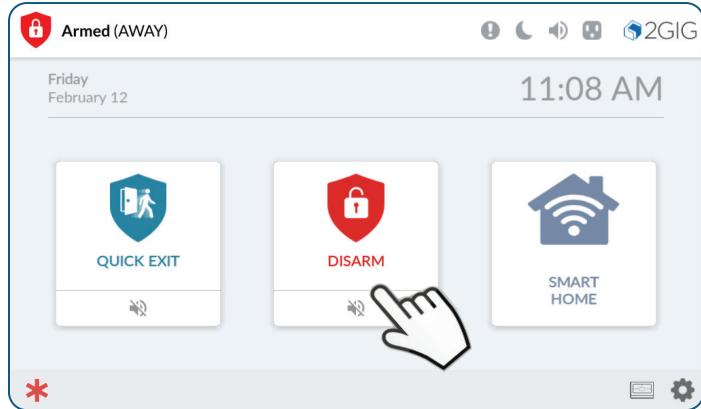 Armed (AWAY)
2GIG
Friday
February 12
11:08 AM
QUICK EXIT
DISARM
SMART
HOME